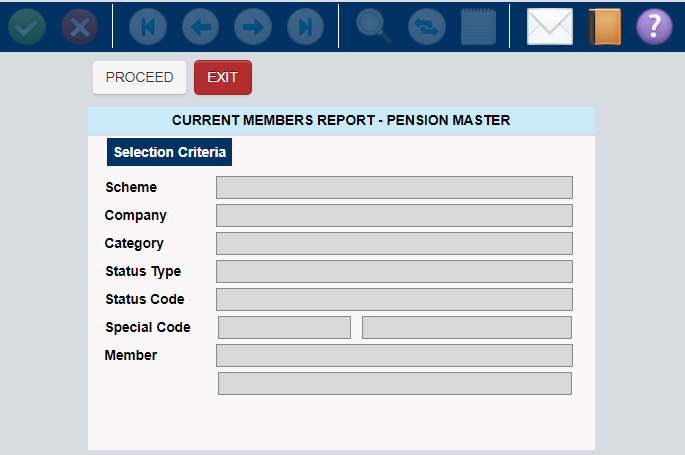 ?
PROCEED EXIT
CURRENT MEMBERS REPORT - PENSION MASTER
Selection Criteria
Scheme
Company
Category
Status Type
Status Code
Special Code
Member